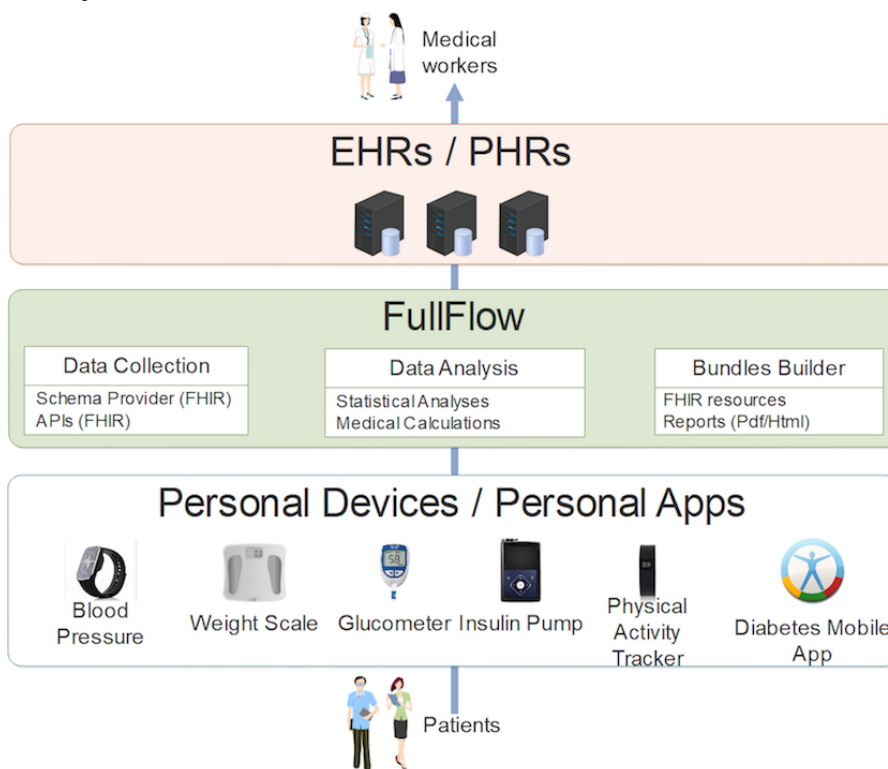 Medical
workers
EHRs / PHRs
FullFlow
Data Collection
Schema Provider (FHIR)
APIs (FHIR)
Data Analysis
Statistical Analyses
Medical Calculations
Bundles Builder
FHIR resources
Reports (Pdf/Html)
Personal Devices / Personal Apps
58
Blood
Pressure
Weight Scale
Glucometer
Insulin Pump
Physical
Activity
Tracker
Diabetes Mobile
App
Patients